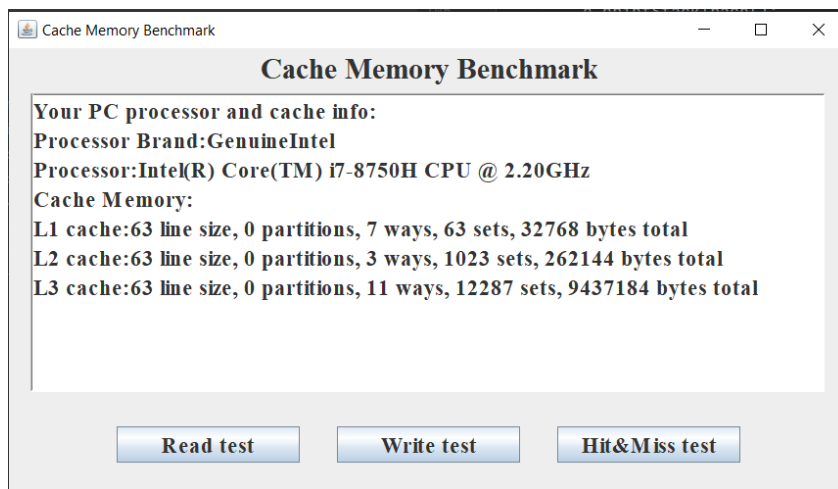 Cache Memory Benchmark
Cache Memory Benchmark
Your PC processor and cache info:
Processor Brand:GenuineIntel
Processor:Intel(R) Core(TM) i7-8750H CPU @ 2.20GHz
Cache Memory:
L1 cache:63 line size, 0 partitions, 7 ways, 63 sets, 32768 bytes total
L2 cache:63 line size, 0 partitions, 3 ways, 1023 sets, 262144 bytes total
L3 cache:63 line size, 0 partitions, 11 ways, 12287 sets, 9437184 bytes total
Read test
Write test
Hit&Miss test